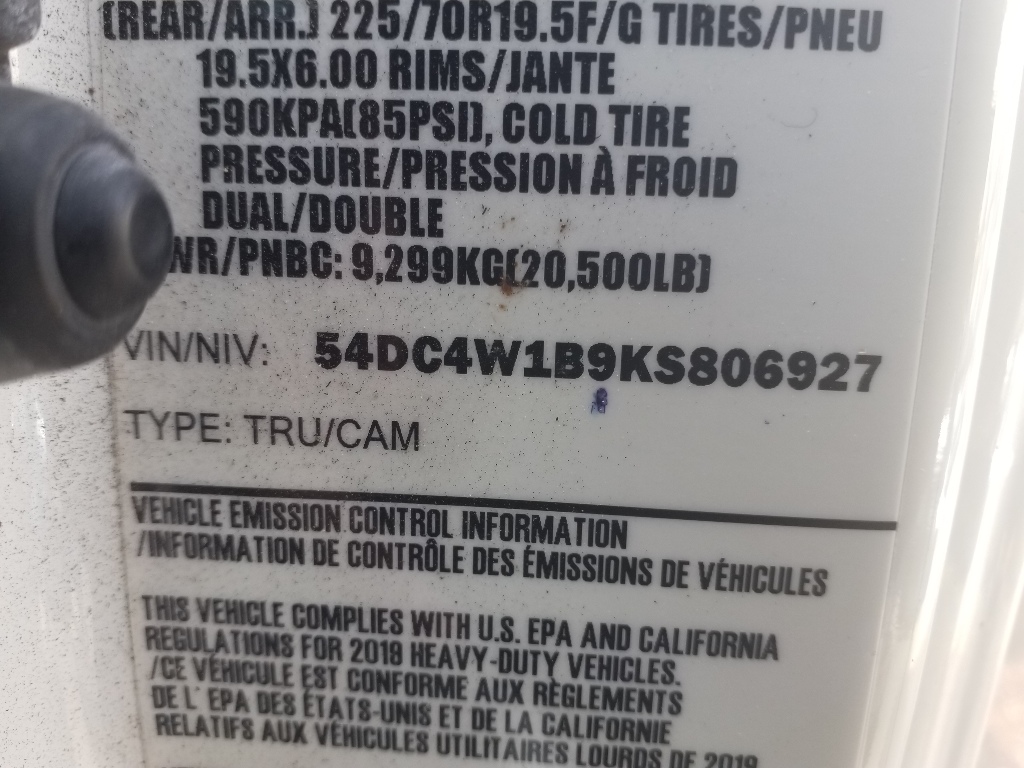 (REAR/ARR.) 225/70R19.5F/G TIRES/PNEU
19.5X6.00 RIMS/JANTE
590KPA(85PSI), COLD TIRE
PRESSURE/PRESSION À FROID
DUAL/DOUBLE
WR/PNBC: 9,299KG(20,500LB)
VIN/NIV: 54DC4W1B9KS806927
TYPE: TRU/CAM
VEHICLE EMISSION CONTROL INFORMATION
/INFORMATION DE CONTRÔLE DES ÉMISSIONS DE VÉHICULES
THIS VEHICLE COMPLIES WITH U.S. EPA AND CALIFORNIA
REGULATIONS FOR 2018 HEAVY-DUTY VEHICLES.
/CE VÉHICULE EST CONFORME AUX RÈGLEMENTS
DE L' EPA DES ÉTATS-UNIS ET DE LA CALIFORNIE
RELATIFS AUX VÉHICULES UTILITAIRES LOURDS DE 2018